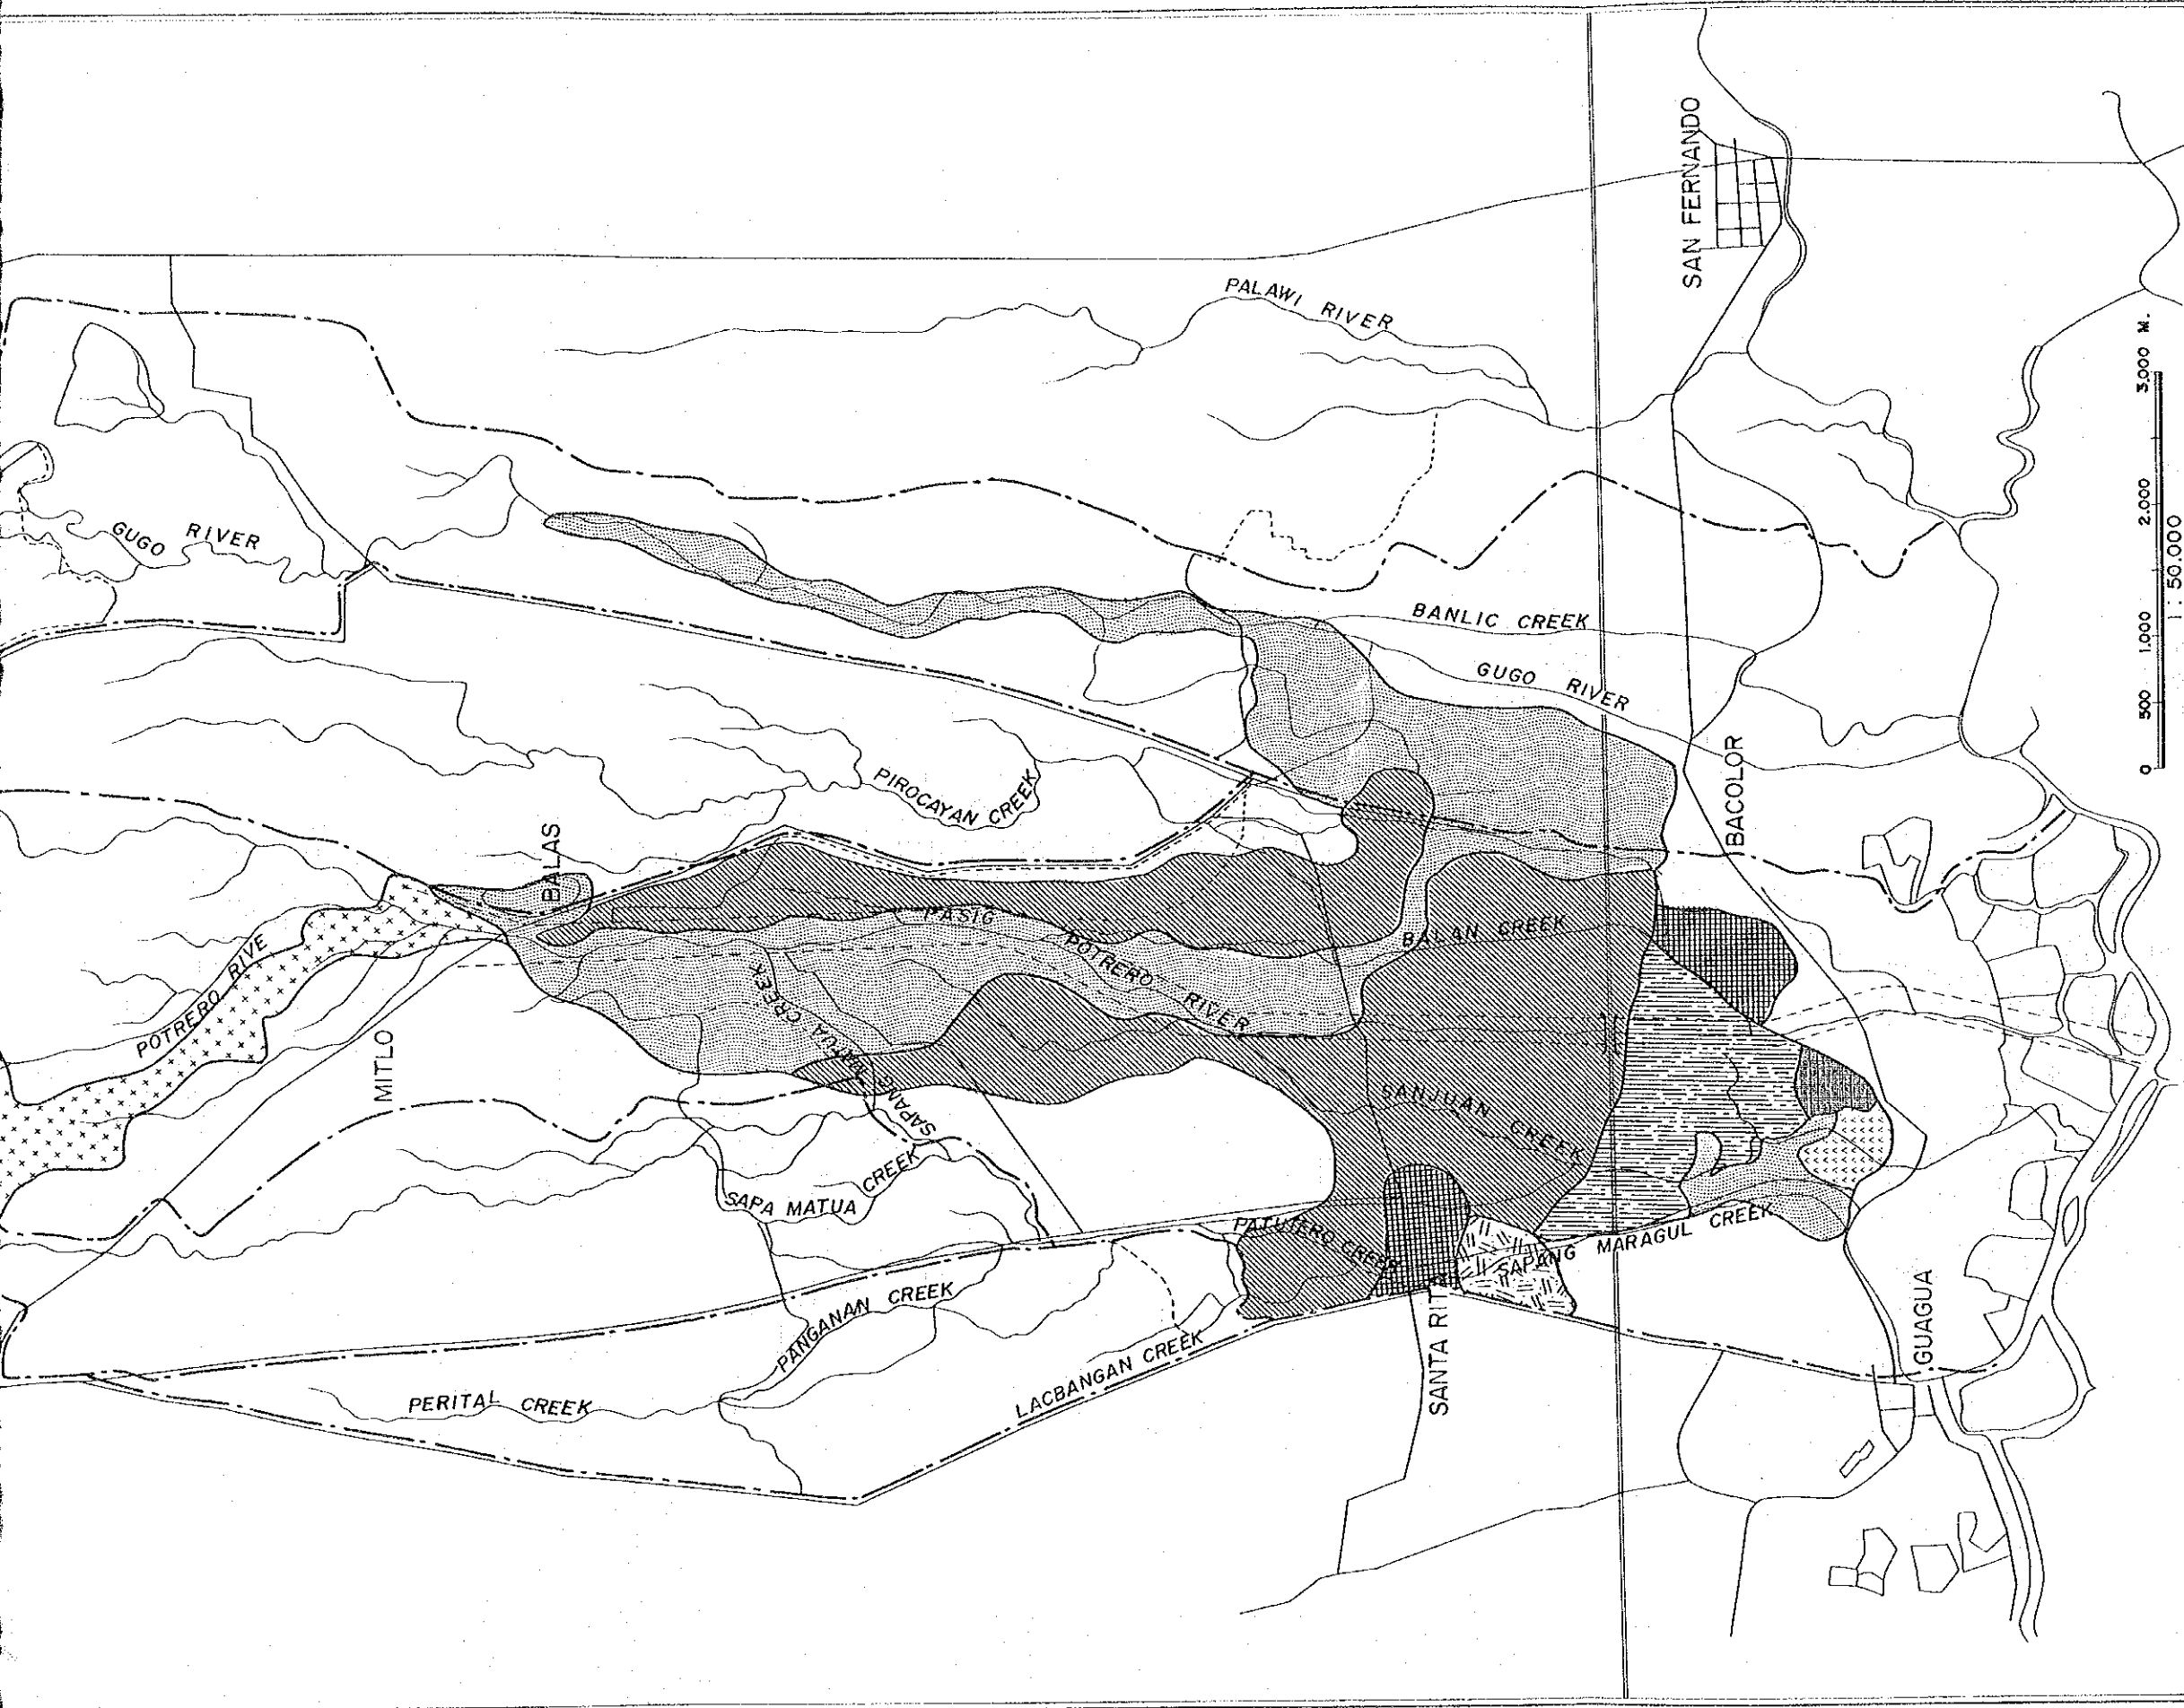 SAN FERNANDO
PALAWI RIVER
3,000 M.
2,000
1,000
500
0
1:50.000
GUGO RIVER
BANLIC CREEK
GUGO RIVER
BACOLOR
PIROCAYAN CREEK
BALAS
PASIG POTRERO RIVER
BALAN CREEK
POTRERO RIVE
MITLO
SAPANG MATUA CREEK
SANJUAN CREEK
SAPA MATUA CREEK
PATUTERO CREEK
SAPANG MARAGUL CREEK
PANGANAN CREEK
LACBANGAN CREEK
SANTA RITA
GUAGUA
PERITAL CREEK